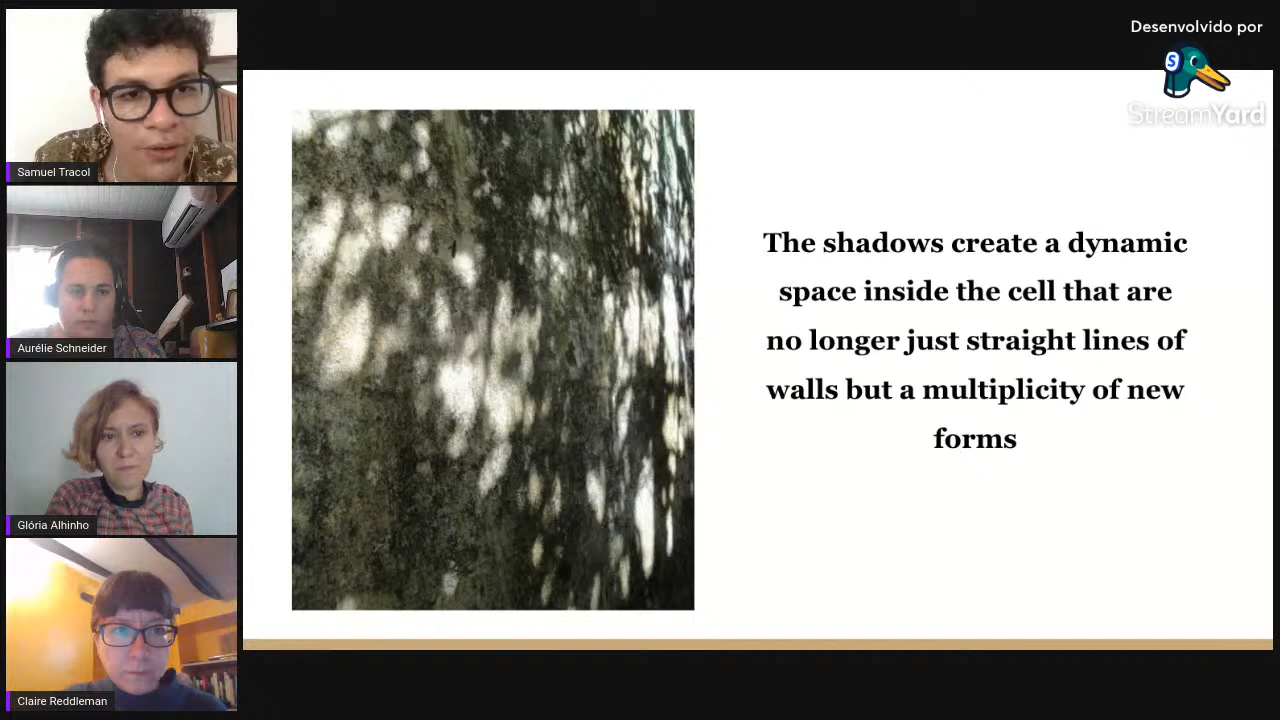 Desenvolvido por
S
StreamYard
Samuel Tracol
Aurélie Schneider
Glória Alhinho
Claire Reddleman
The shadows create a dynamic
space inside the cell that are
no longer just straight lines of
walls but a multiplicity of new
forms